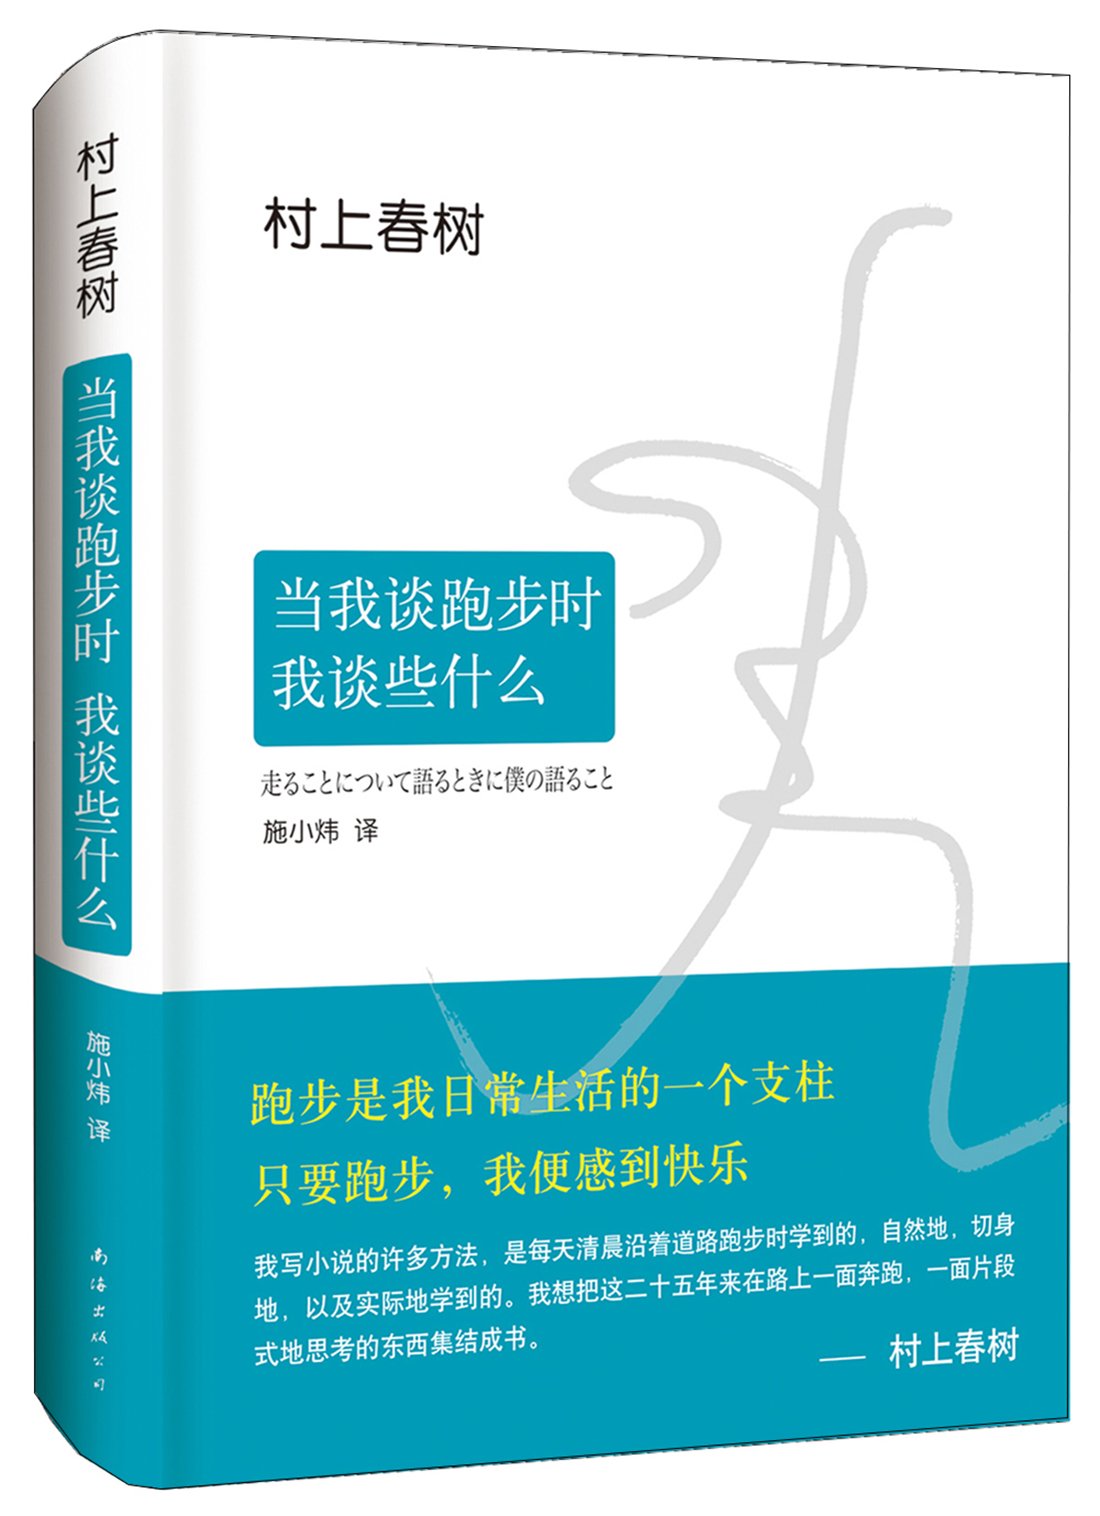 村上春树
当我谈跑步时 我谈些什么
施小炜 译
南海出版公司
村上春树
当我谈跑步时
我谈些什么
走ることについて語るときに僕の語ること
施小炜 译
跑步是我日常生活的一个支柱
只要跑步，我便感到快乐
我写小说的许多方法，是每天清晨沿着道路跑步时学到的，自然地，切身
地，以及实际地学到的。我想把这二十五年来在路上一面奔跑，一面片段
式地思考的东西集结成书。
—— 村上春树